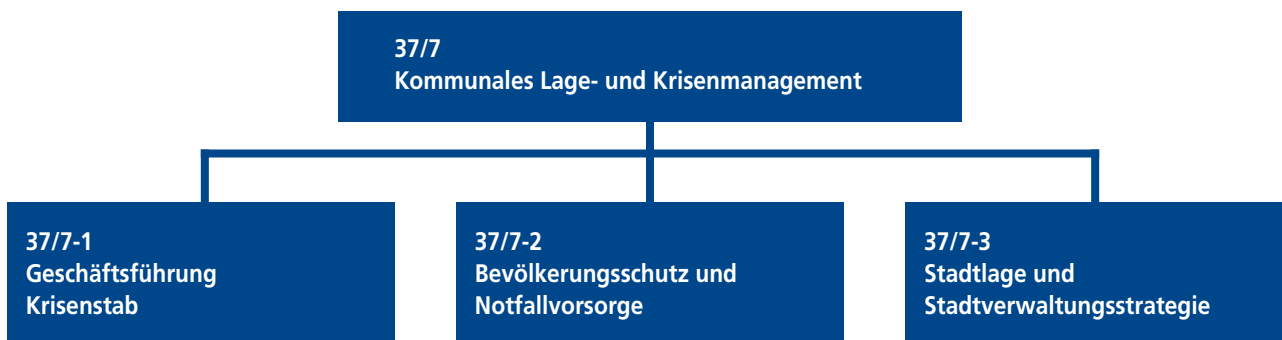 37/7
Kommunales Lage- und Krisenmanagement
37/7-1
Geschäftsführung
Krisenstab
37/7-2
Bevölkerungsschutz und
Notfallvorsorge
37/7-3
Stadtlage und
Stadtverwaltungsstrategie